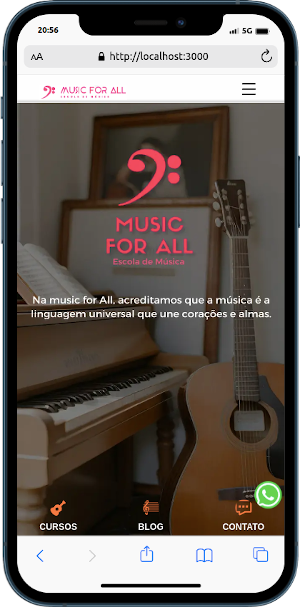 20:56
5G
AA
http://localhost:3000
MUSIC FOR ALL
ESCOLA DE MÚSICA
MUSIC
FOR ALL
Escola de Música
Na music for All, acreditamos que a música é a
linguagem universal que une corações e almas.
CURSOS
BLOG
CONTATO